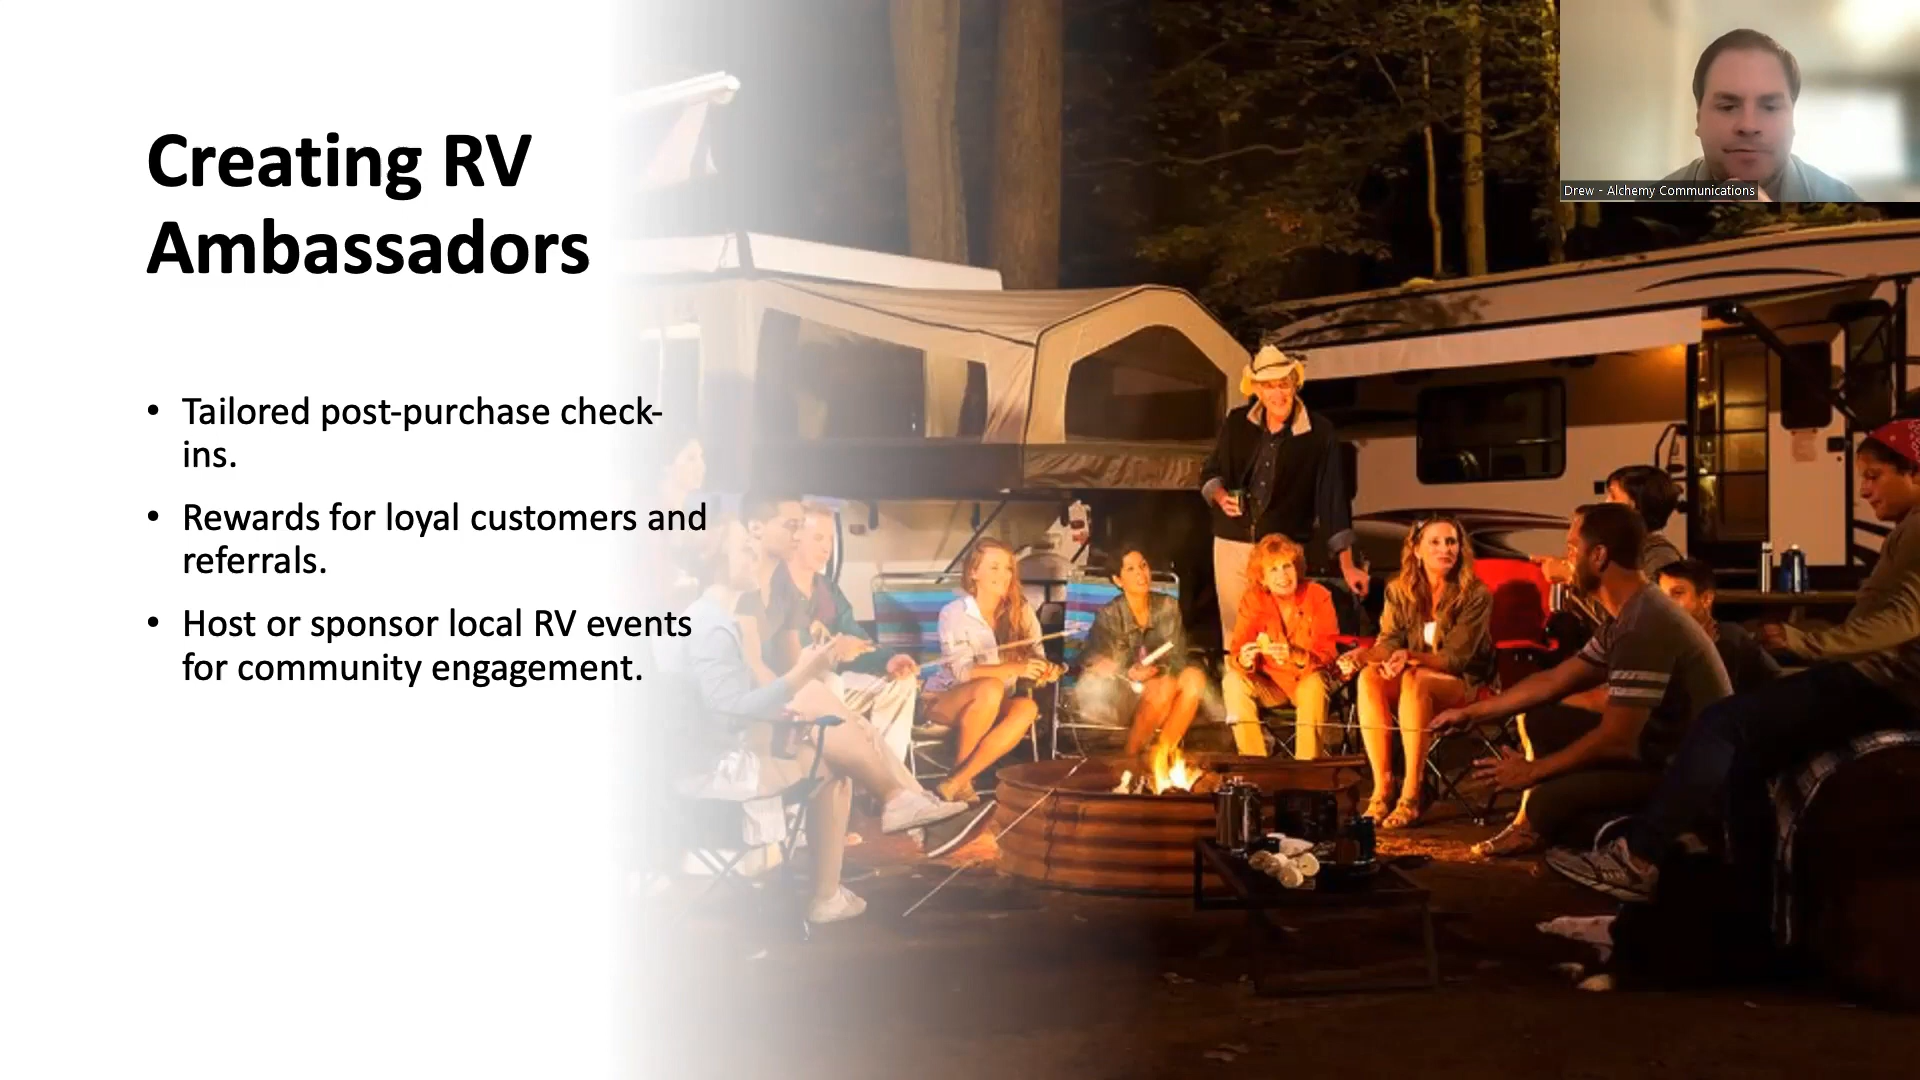 Creating RV
Ambassadors
• Tailored post-purchase check-
ins.
• Rewards for loyal customers and
referrals.
• Host or sponsor local RV events
for community engagement.
Drew - Alchemy Communications